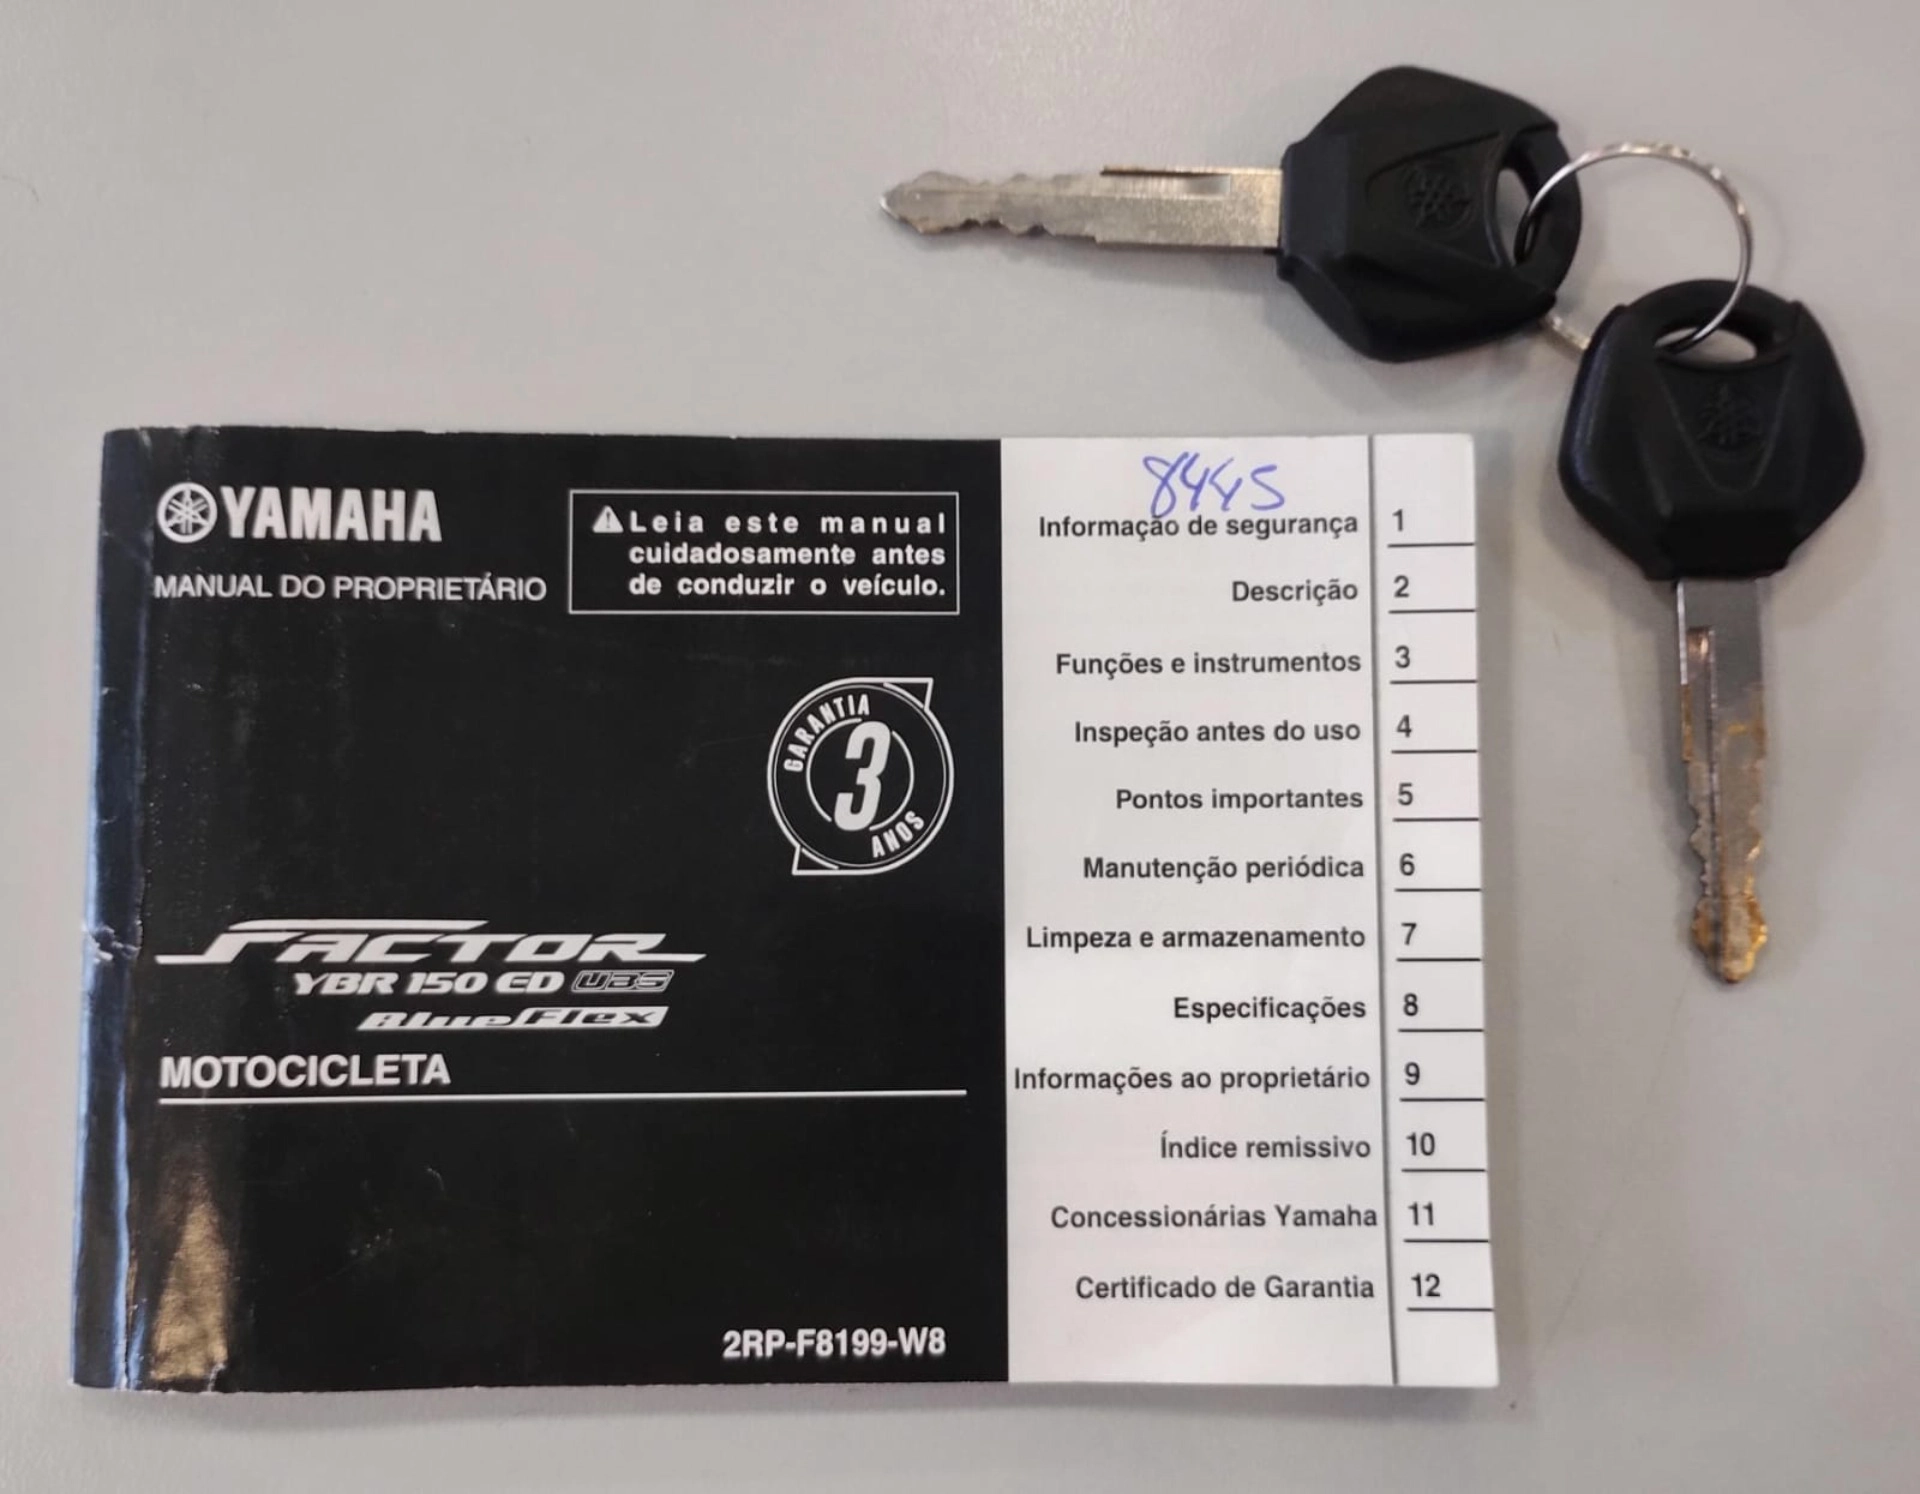 YAMAHA
MANUAL DO PROPRIETÁRIO
Leia este manual
cuidadosamente antes
de conduzir o veículo.
GARANTIA
3
ANOS
FACTOR
YBR 150 ED UBS
BlueFlex
MOTOCICLETA
2RP-F8199-W8
8445
Informação de segurança 1
Descrição 2
Funções e instrumentos 3
Inspeção antes do uso 4
Pontos importantes 5
Manutenção periódica 6
Limpeza e armazenamento 7
Especificações 8
Informações ao proprietário 9
Índice remissivo 10
Concessionárias Yamaha 11
Certificado de Garantia 12